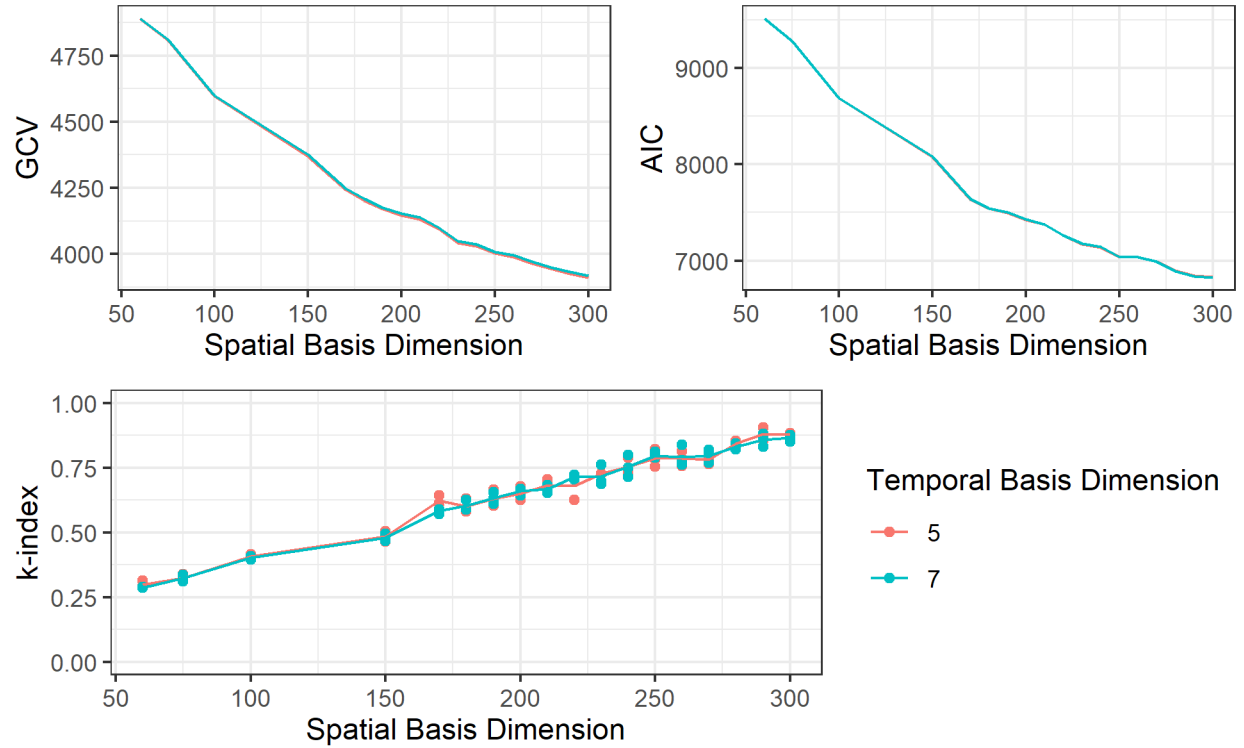 GCV
4750
4500
4250
4000
50 100 150 200 250 300
Spatial Basis Dimension
AIC
9000
8000
7000
50 100 150 200 250 300
Spatial Basis Dimension
k-index
1.00
0.75
0.50
0.25
0.00
50 100 150 200 250 300
Spatial Basis Dimension
Temporal Basis Dimension
5
7